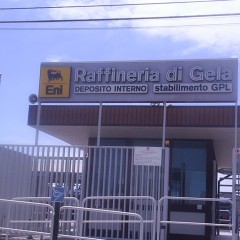 Raffineria di Gela
Eni
DEPOSITO INTERNO stabilimento GPL